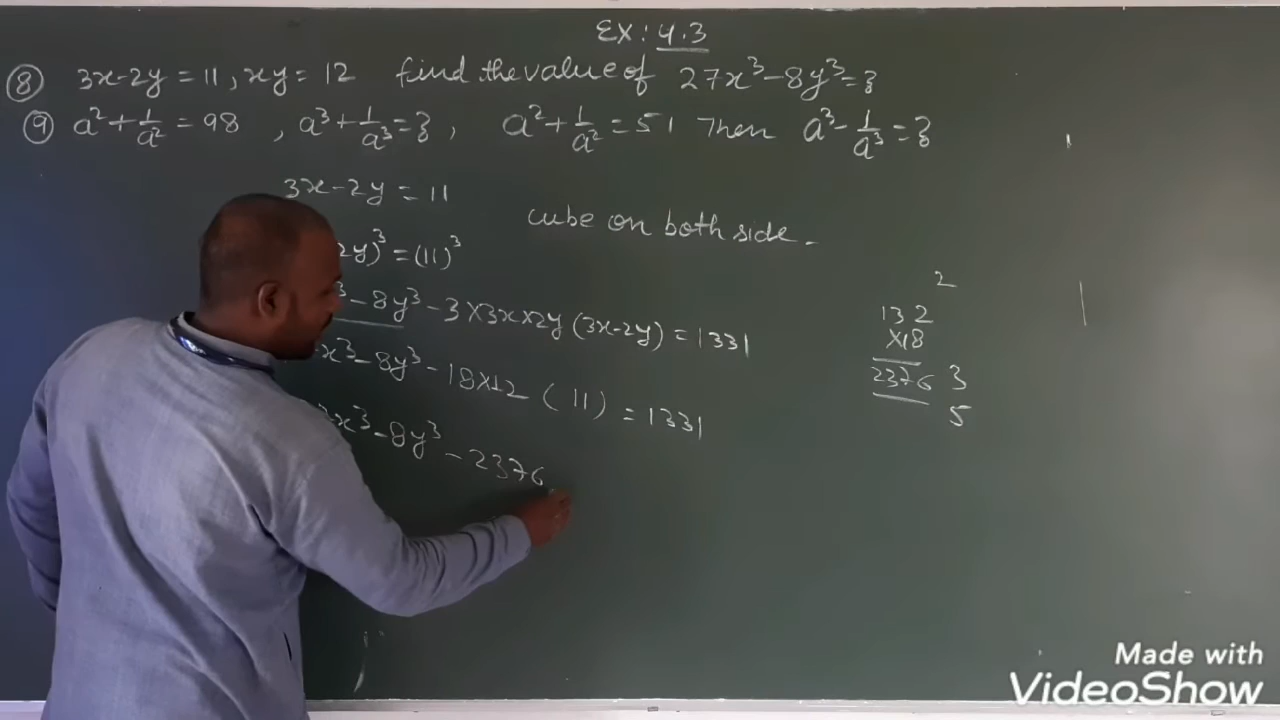 EX: 4.3
⑧ 3x-2y = 11, xy = 12 find the value of 27x³-8y³=?
⑨ a²+1/a² = 98 , a³+1/a³=?, a²+1/a²=51 Then a³-1/a³=?
3x-2y = 11
cube on both side.
2y)³ = (11)³
³-8y³-3×3x×2y(3x-2y) = 1331
x³-8y³-18×12 (11) = 1331
x³-8y³-2376
2
132
×18
2376 3
5
Made with
VideoShow